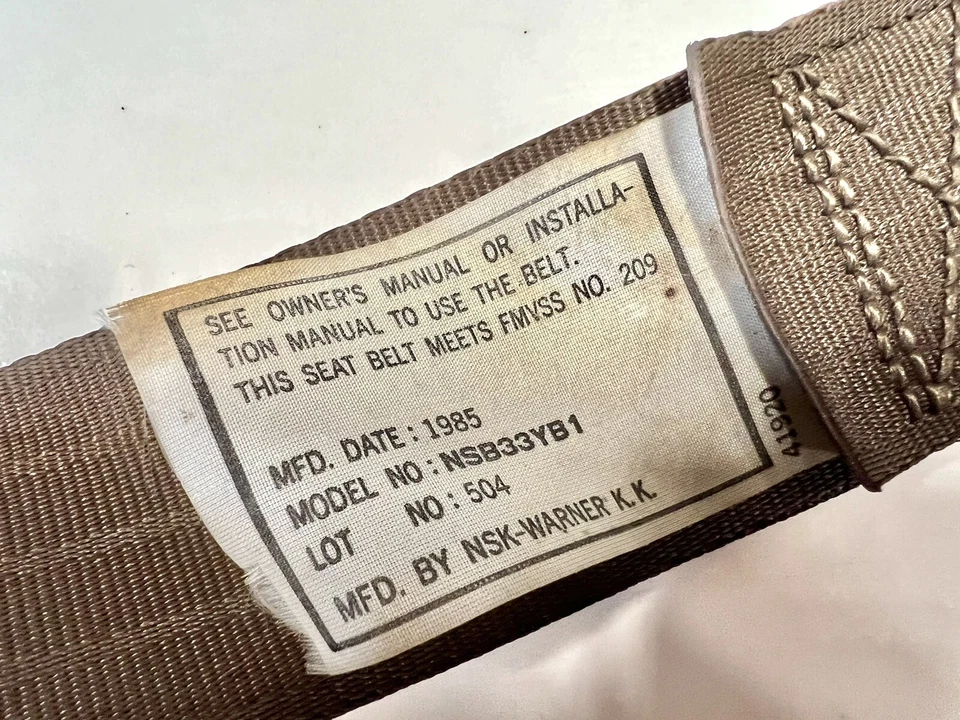 SEE OWNER'S MANUAL OR INSTALLA-
TION MANUAL TO USE THE BELT.
THIS SEAT BELT MEETS FMVSS NO. 209
MFD. DATE : 1985
MODEL NO : NSB33YB1
LOT NO : 504
MFD. BY NSK-WARNER K.K.
41920